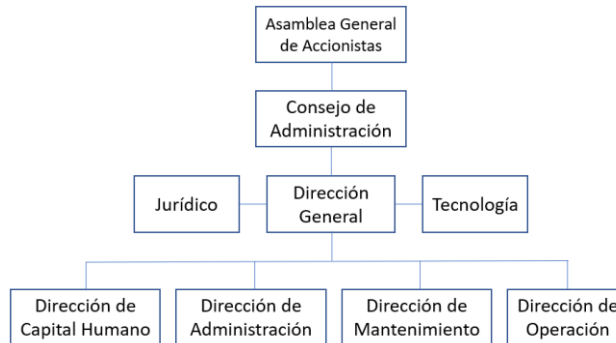 Asamblea General
de Accionistas
Consejo de
Administración
Jurídico
Dirección
General
Tecnología
Dirección de
Capital Humano
Dirección de
Administración
Dirección de
Mantenimiento
Dirección de
Operación